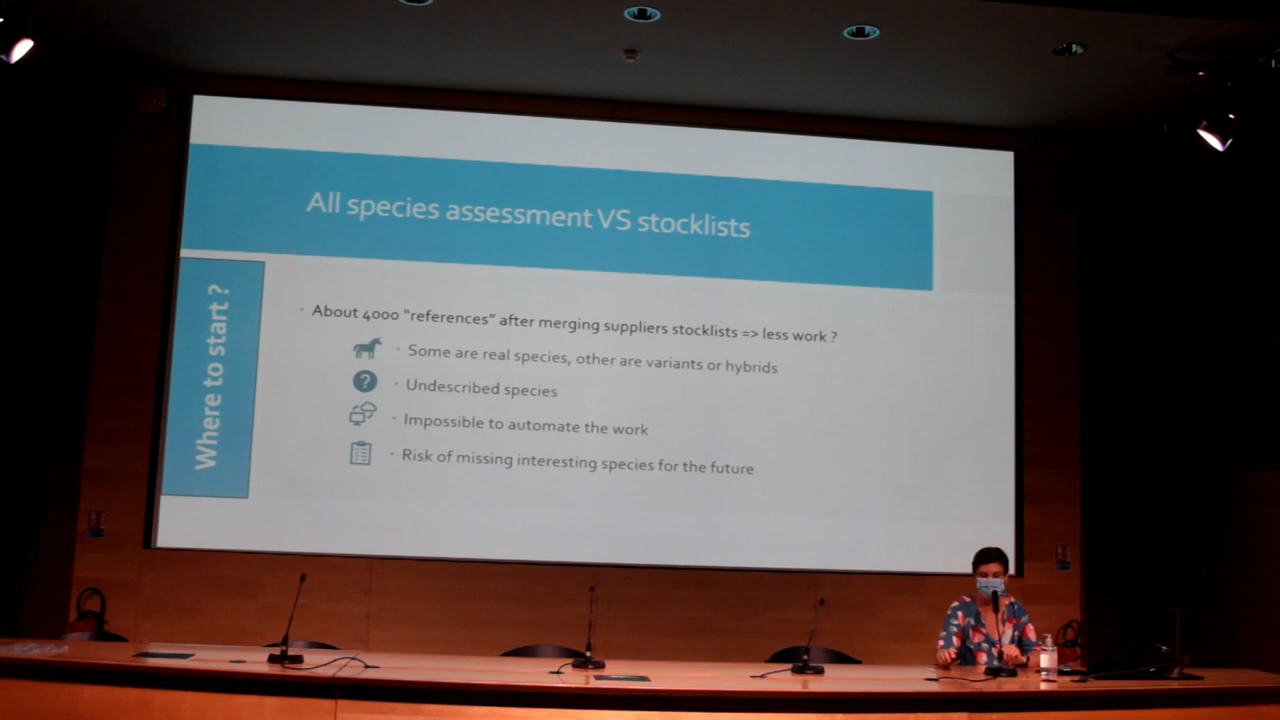 All species assessment VS stocklists
Where to start ?
About 4000 “references” after merging suppliers stocklists => less work ?
Some are real species, other are variants or hybrids
?
Undescribed species
Impossible to automate the work
Risk of missing interesting species for the future